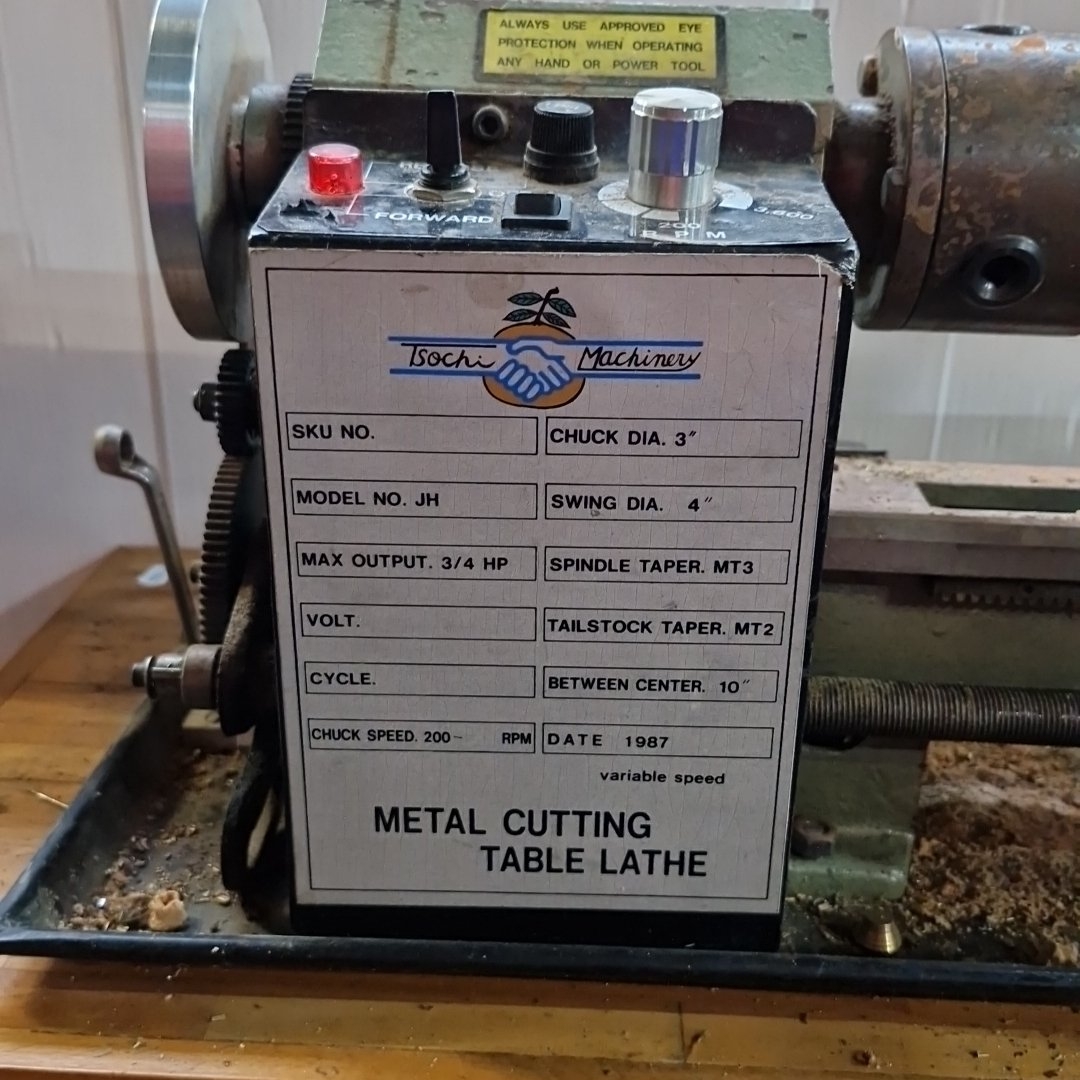 ALWAYS USE APPROVED EYE
PROTECTION WHEN OPERATING
ANY HAND OR POWER TOOL
FORWARD
200
R P M
Tsochi Machinery
SKU NO.
CHUCK DIA. 3"
MODEL NO. JH
SWING DIA. 4"
MAX OUTPUT. 3/4 HP
SPINDLE TAPER. MT3
VOLT.
TAILSTOCK TAPER. MT2
CYCLE.
BETWEEN CENTER. 10"
CHUCK SPEED. 200~ RPM
DATE 1987
variable speed
METAL CUTTING
TABLE LATHE